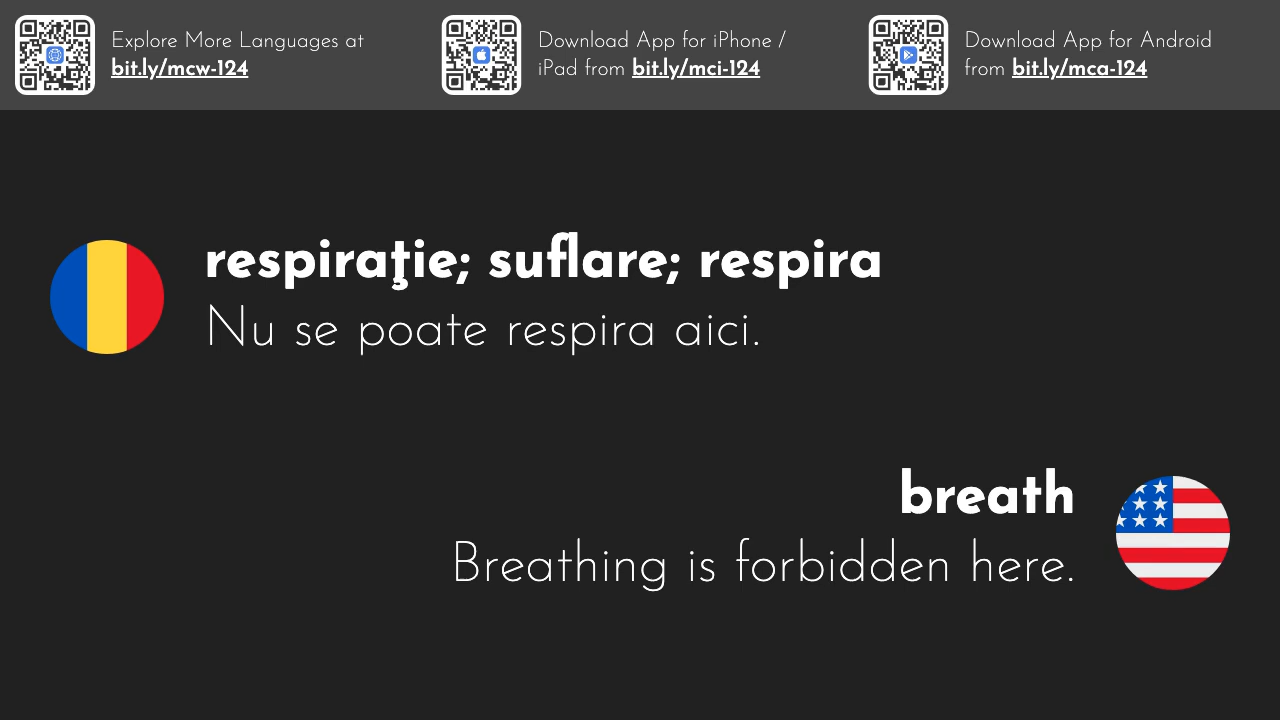 Explore More Languages at
bit.ly/mcw-124
Download App for iPhone /
iPad from bit.ly/mci-124
Download App for Android
from bit.ly/mca-124
respiraţie; suflare; respira
Nu se poate respira aici.
breath
Breathing is forbidden here.